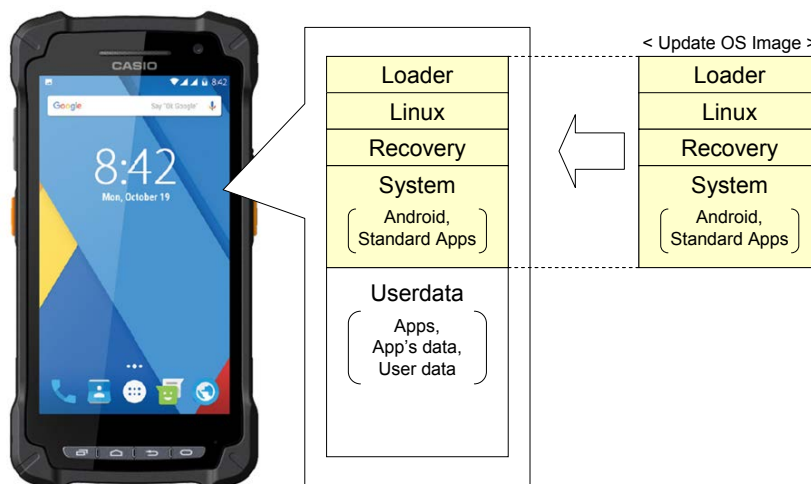 CASIO
8:42
Google
Say "Ok Google"
8:42
Mon, October 19
Loader
Linux
Recovery
System
Android,
Standard Apps
Userdata
Apps,
App's data,
User data
< Update OS Image >
Loader
Linux
Recovery
System
Android,
Standard Apps